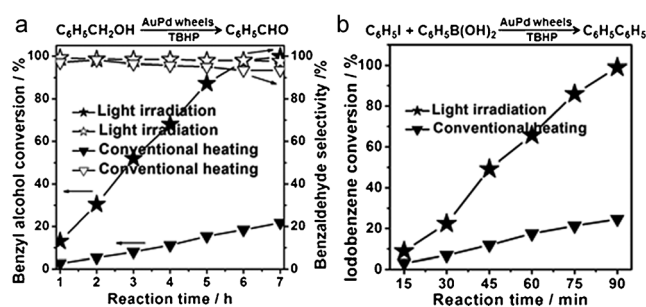 a
C6H5CH2OH AuPd wheels TBHP C6H5CHO
100
80
60
40
20
0
Benzyl alcohol conversion / %
Light irradiation
Light irradiation
Conventional heating
Conventional heating
100
80
60
40
20
0
Benzaldehyde selectivity /%
1 2 3 4 5 6 7
Reaction time / h
b
C6H5I + C6H5B(OH)2 AuPd wheels TBHP C6H5C6H5
100
80
60
40
20
0
Iodobenzene conversion / %
Light irradiation
Conventional heating
15 30 45 60 75 90
Reaction time / min